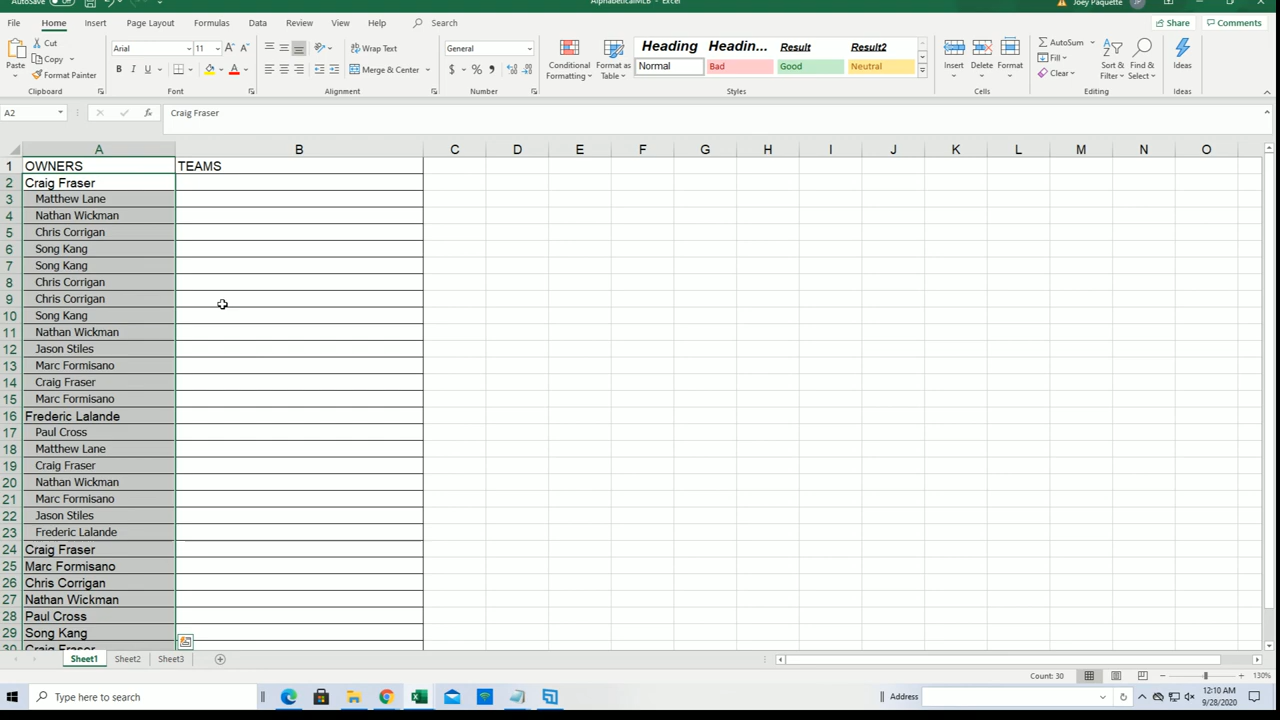 AutoSave Off AlphabeticalMLB - Excel Joey Paquette JP
File Home Insert Page Layout Formulas Data Review View Help Search Share Comments
Paste Cut Copy Format Painter Clipboard
Arial 11 B I U Font
Wrap Text Merge & Center Alignment
General $ % , Number
Conditional Formatting Format as Table
Heading Headin... Result Result2
Normal Bad Good Neutral
Styles
Insert Delete Format Cells
AutoSum Fill Clear Sort & Filter Find & Select Editing
Ideas Ideas
A2 fx Craig Fraser
A B C D E F G H I J K L M N O
1 OWNERS TEAMS
2 Craig Fraser
3 Matthew Lane
4 Nathan Wickman
5 Chris Corrigan
6 Song Kang
7 Song Kang
8 Chris Corrigan
9 Chris Corrigan
10 Song Kang
11 Nathan Wickman
12 Jason Stiles
13 Marc Formisano
14 Craig Fraser
15 Marc Formisano
16 Frederic Lalande
17 Paul Cross
18 Matthew Lane
19 Craig Fraser
20 Nathan Wickman
21 Marc Formisano
22 Jason Stiles
23 Frederic Lalande
24 Craig Fraser
25 Marc Formisano
26 Chris Corrigan
27 Nathan Wickman
28 Paul Cross
29 Song Kang
30 Craig Fraser
Sheet1 Sheet2 Sheet3
Count: 30 130%
Type here to search Address 12:10 AM
9/28/2020